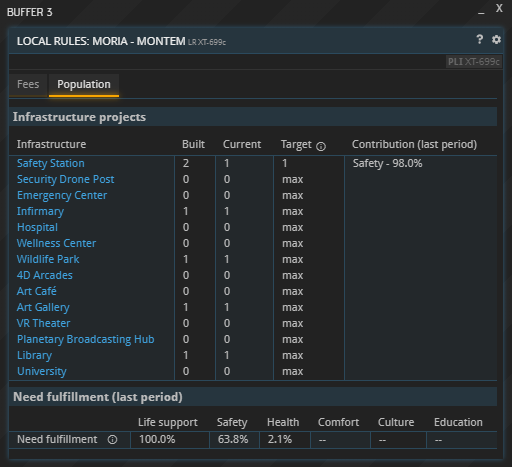 BUFFER 3 _ X
LOCAL RULES: MORIA - MONTEM LR XT-699c ?
PLI XT-699c
Fees Population
Infrastructure projects
Infrastructure Built Current Target Contribution (last period)
Safety Station 2 1 1 Safety - 98.0%
Security Drone Post 0 0 max
Emergency Center 0 0 max
Infirmary 1 1 max
Hospital 0 0 max
Wellness Center 0 0 max
Wildlife Park 1 1 max
4D Arcades 0 0 max
Art Café 0 0 max
Art Gallery 1 1 max
VR Theater 0 0 max
Planetary Broadcasting Hub 0 0 max
Library 1 1 max
University 0 0 max
Need fulfillment (last period)
Life support Safety Health Comfort Culture Education
Need fulfillment 100.0% 63.8% 2.1% -- -- --